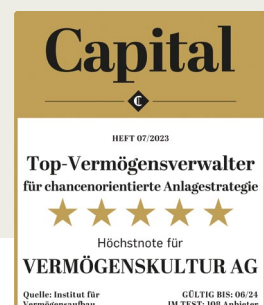 Capital
HEFT 07/2023
Top-Vermögensverwalter
für chancenorientierte Anlagestrategie
Höchstnote für
VERMÖGENSKULTUR AG
Quelle: Institut für GÜLTIG BIS: 06/24
Vermögensaufbau IM TEST: 108 Anbieter